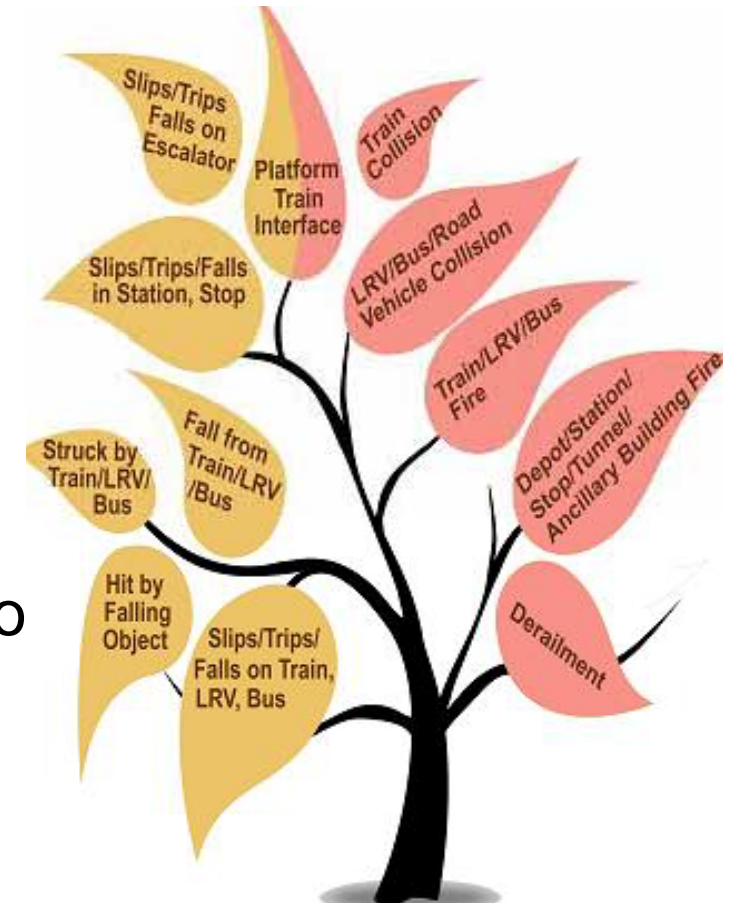 Slips/Trips
Falls on
Escalator
Platform
Train
Interface
Train
Collision
Slips/Trips/Falls
in Station, Stop
LRV/Bus/Road
Vehicle Collision
Train/LRV/Bus
Fire
Depot/Station/
Stop/Tunnel/
Ancillary Building Fire
Struck by
Train/LRV/
Bus
Fall from
Train/LRV
/Bus
Hit by
Falling
Object
Slips/Trips/
Falls on Train,
LRV, Bus
Derailment
o